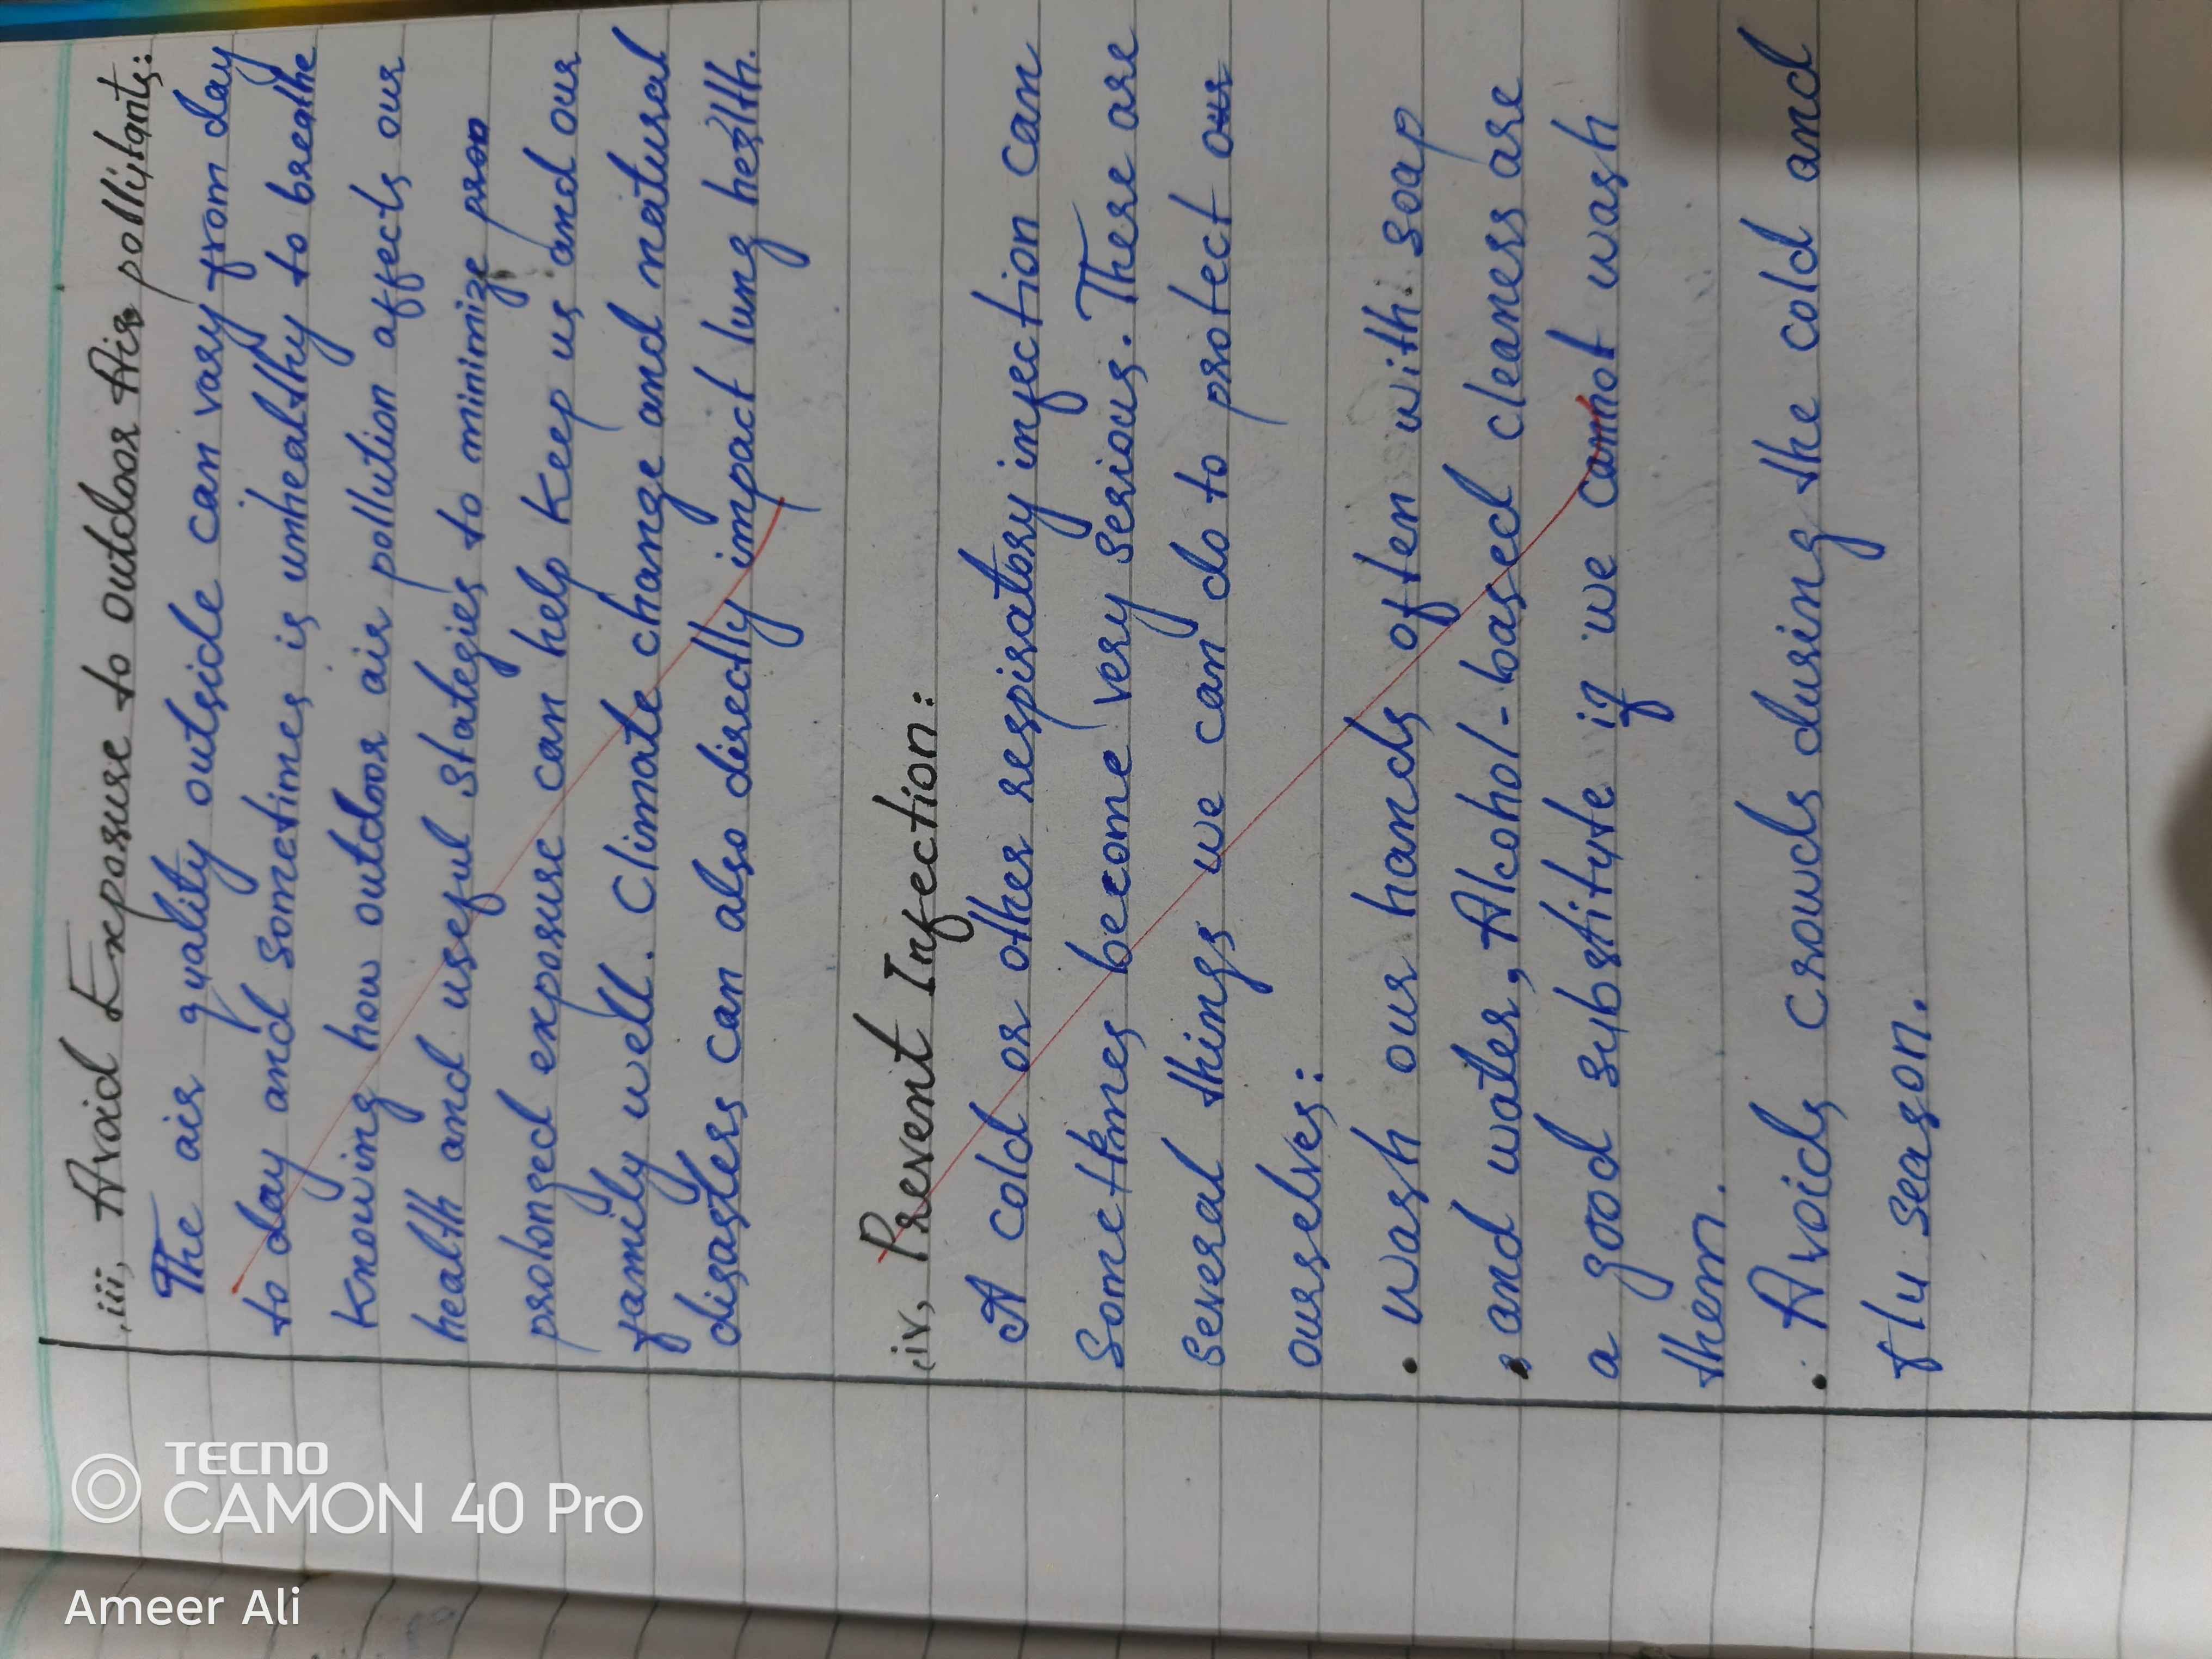 iii, Avoid Exposure to outdoor Air pollutants:
The air quality outside can vary from day
to day and sometimes is unhealthy to breathe
Knowing how outdoor air pollution affects our
health and useful stategies to minimize
prolonged exposure can help keep us and our
family well. Climate change and natural
disasters can also directly impact lung health.
iv, Prevent Infection:
A cold or other respiratory infection can
Sometimes become very serious. There are
several things we can do to protect our
ourselves:
• Wash our hands often with soap
and water, Alcohol-based cleaners are
a good substitute if we cannot wash
them.
• Avoids crowds during the cold and
flu season.
TECNO
CAMON 40 Pro
Ameer Ali